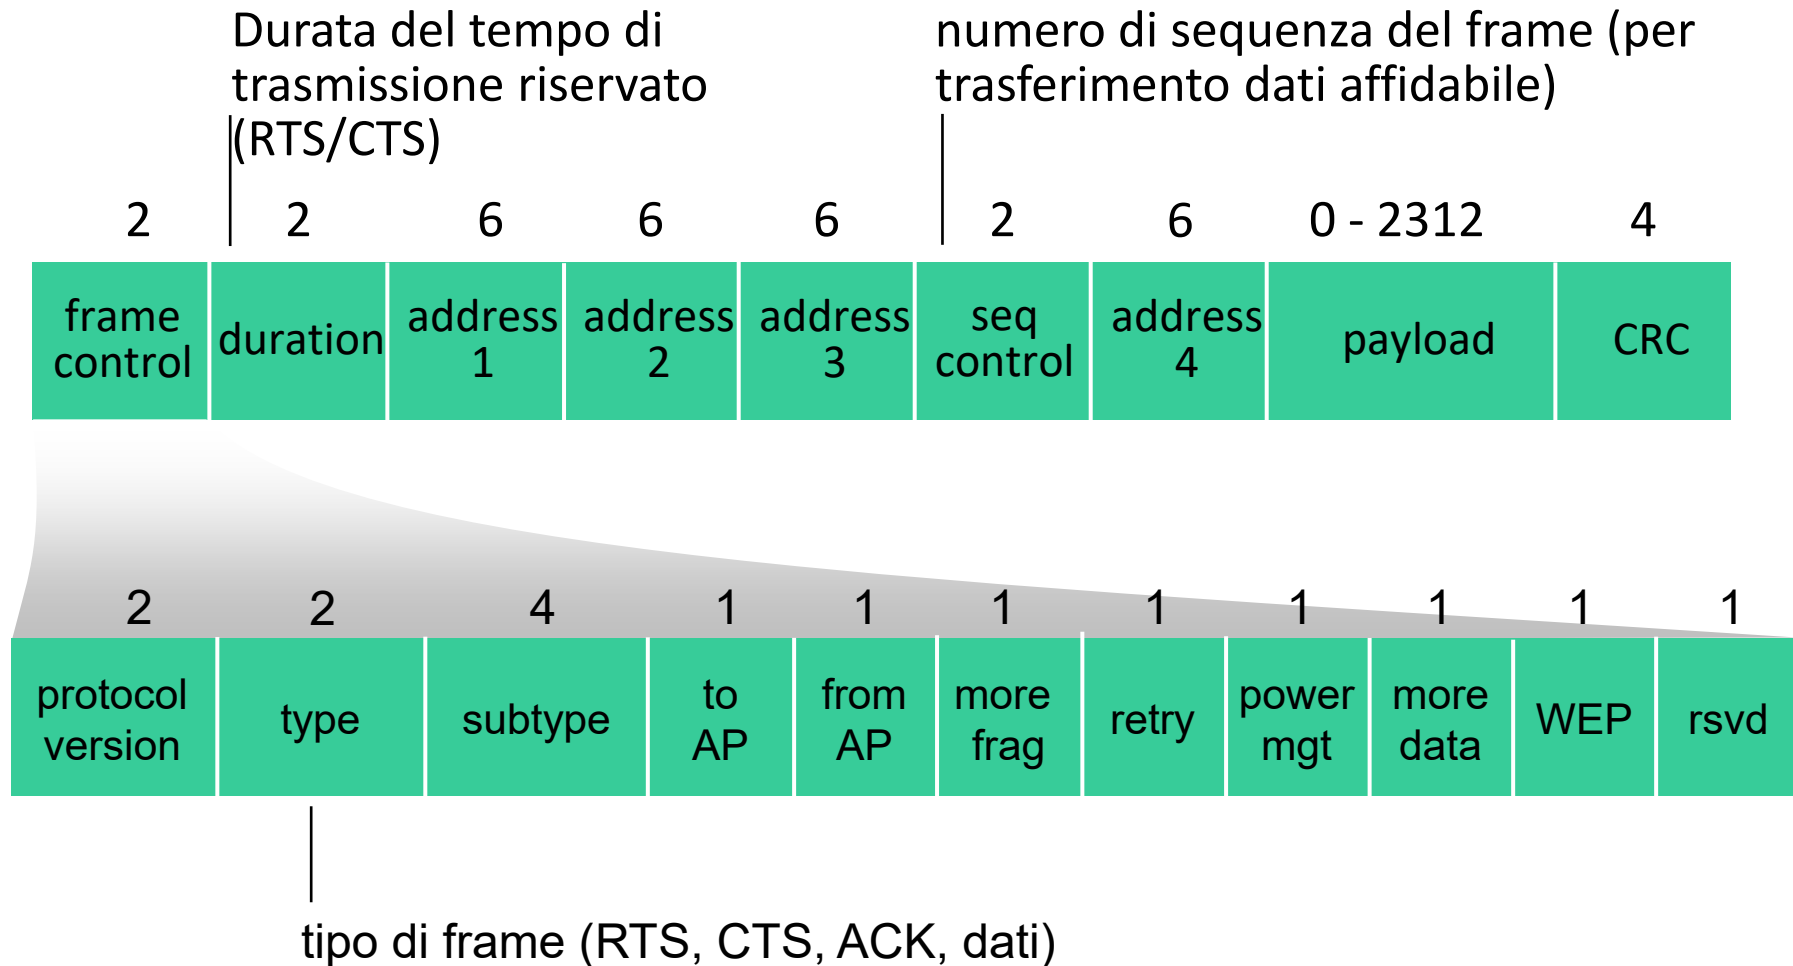 Durata del tempo di
trasmissione riservato
(RTS/CTS)
numero di sequenza del frame (per
trasferimento dati affidabile)
2 2 6 6 6 2 6 0 - 2312 4
frame
control
duration
address
1
address
2
address
3
seq
control
address
4
payload
CRC
2 2 4 1 1 1 1 1 1 1 1
protocol
version
type
subtype
to
AP
from
AP
more
frag
retry
power
mgt
more
data
WEP
rsvd
tipo di frame (RTS, CTS, ACK, dati)